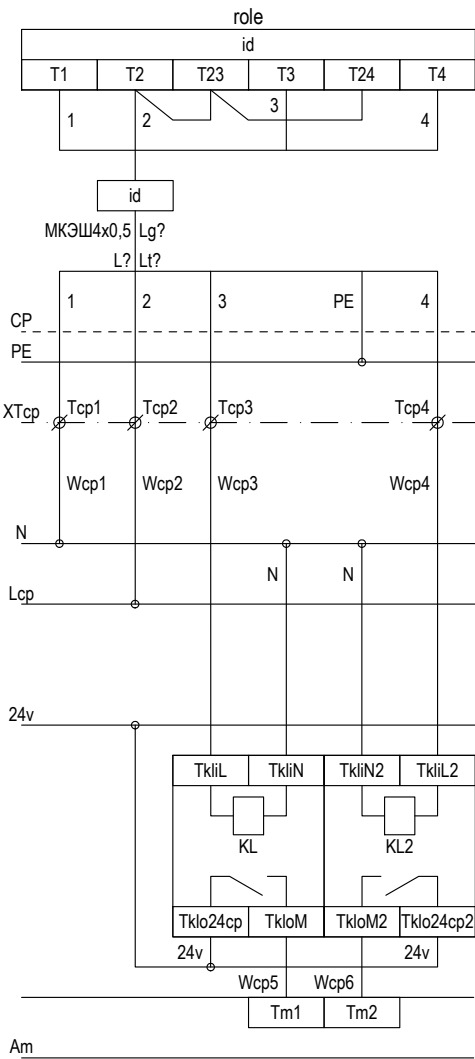 role
id
T1 T2 T23 T3 T24 T4
1 2 3 4
id
МКЭШ4x0,5 Lg?
L? Lt?
1 2 3 PE 4
CP
PE
XTcp Tcp1 Tcp2 Tcp3 Tcp4
Wcp1 Wcp2 Wcp3 Wcp4
N
N N
Lcp
24v
TkliL TkliN TkliN2 TkliL2
KL KL2
Tklo24cp TkloM TkloM2 Tklo24cp2
24v 24v
Wcp5 Wcp6
Tm1 Tm2
Am